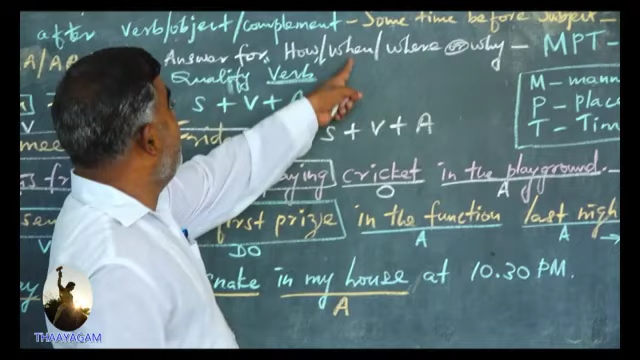 after verb/object/complement - Some time before Subject -
Answer for How/when/where or why - MPT -
Qualify Verb
S + V + A
S + V + A
M - mann
P - Place
T - Tim
cricket in the playground.
O A
first prize in the function last nigh
DO A A →
in my house at 10.30 PM.
A
THAAYAGAM